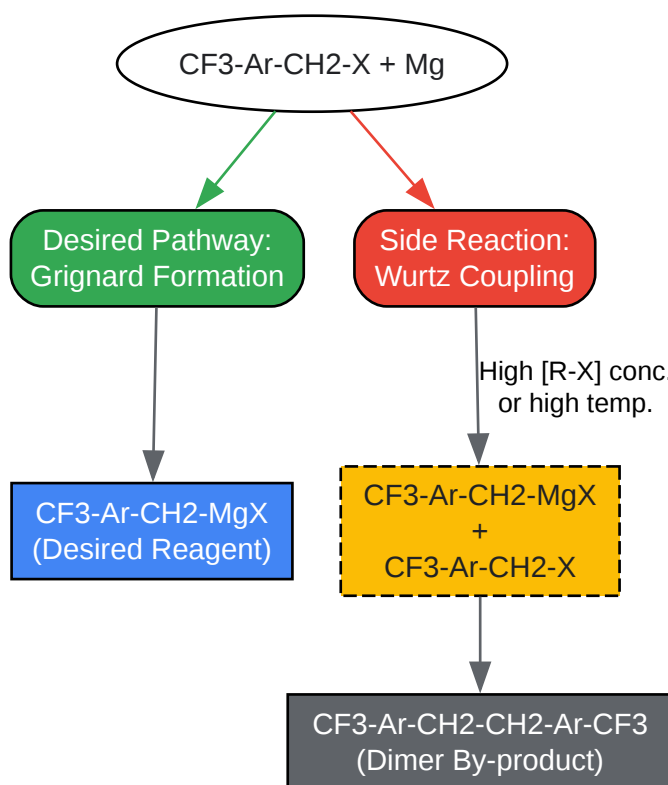 CF3-Ar-CH2-X + Mg
Desired Pathway:
Grignard Formation
Side Reaction:
Wurtz Coupling
High [R-X] conc.
or high temp.
CF3-Ar-CH2-MgX
(Desired Reagent)
CF3-Ar-CH2-MgX
+
CF3-Ar-CH2-X
CF3-Ar-CH2-CH2-Ar-CF3
(Dimer By-product)